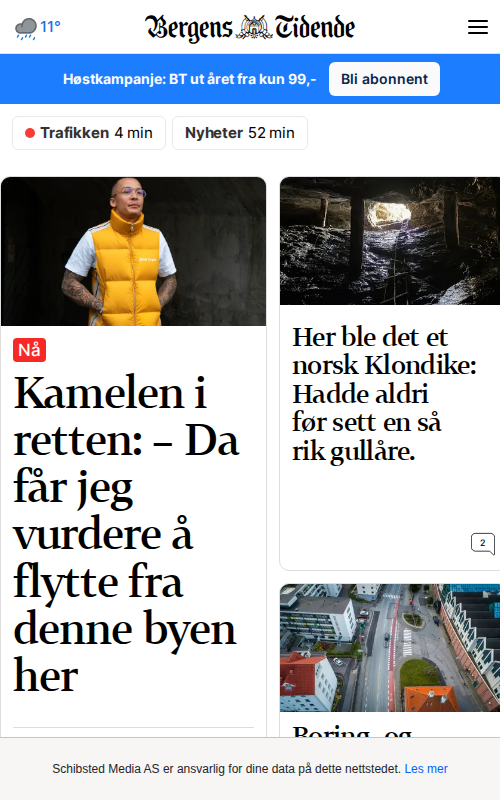 11°
Bergens Tidende
Høstkampanje: BT ut året fra kun 99,-
Bli abonnent
Trafikken 4 min
Nyheter 52 min
Nå
Kamelen i
retten: – Da
får jeg
vurdere å
flytte fra
denne byen
her
Her ble det et
norsk Klondike:
Hadde aldri
før sett en så
rik gullåre.
2
Boring- og
Schibsted Media AS er ansvarlig for dine data på dette nettstedet. Les mer